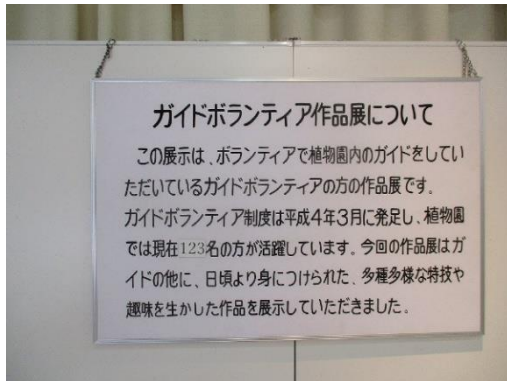 ガイドボランティア作品展について
この展示は、ボランティアで植物園内のガイドをしてい
ただいているガイドボランティアの方の作品展です。
ガイドボランティア制度は平成4年3月に発足し、植物園
では現在123名の方が活躍しています。今回の作品展はガ
イドの他に、日頃より身につけられた、多種多様な特技や
趣味を生かした作品を展示していただきました。